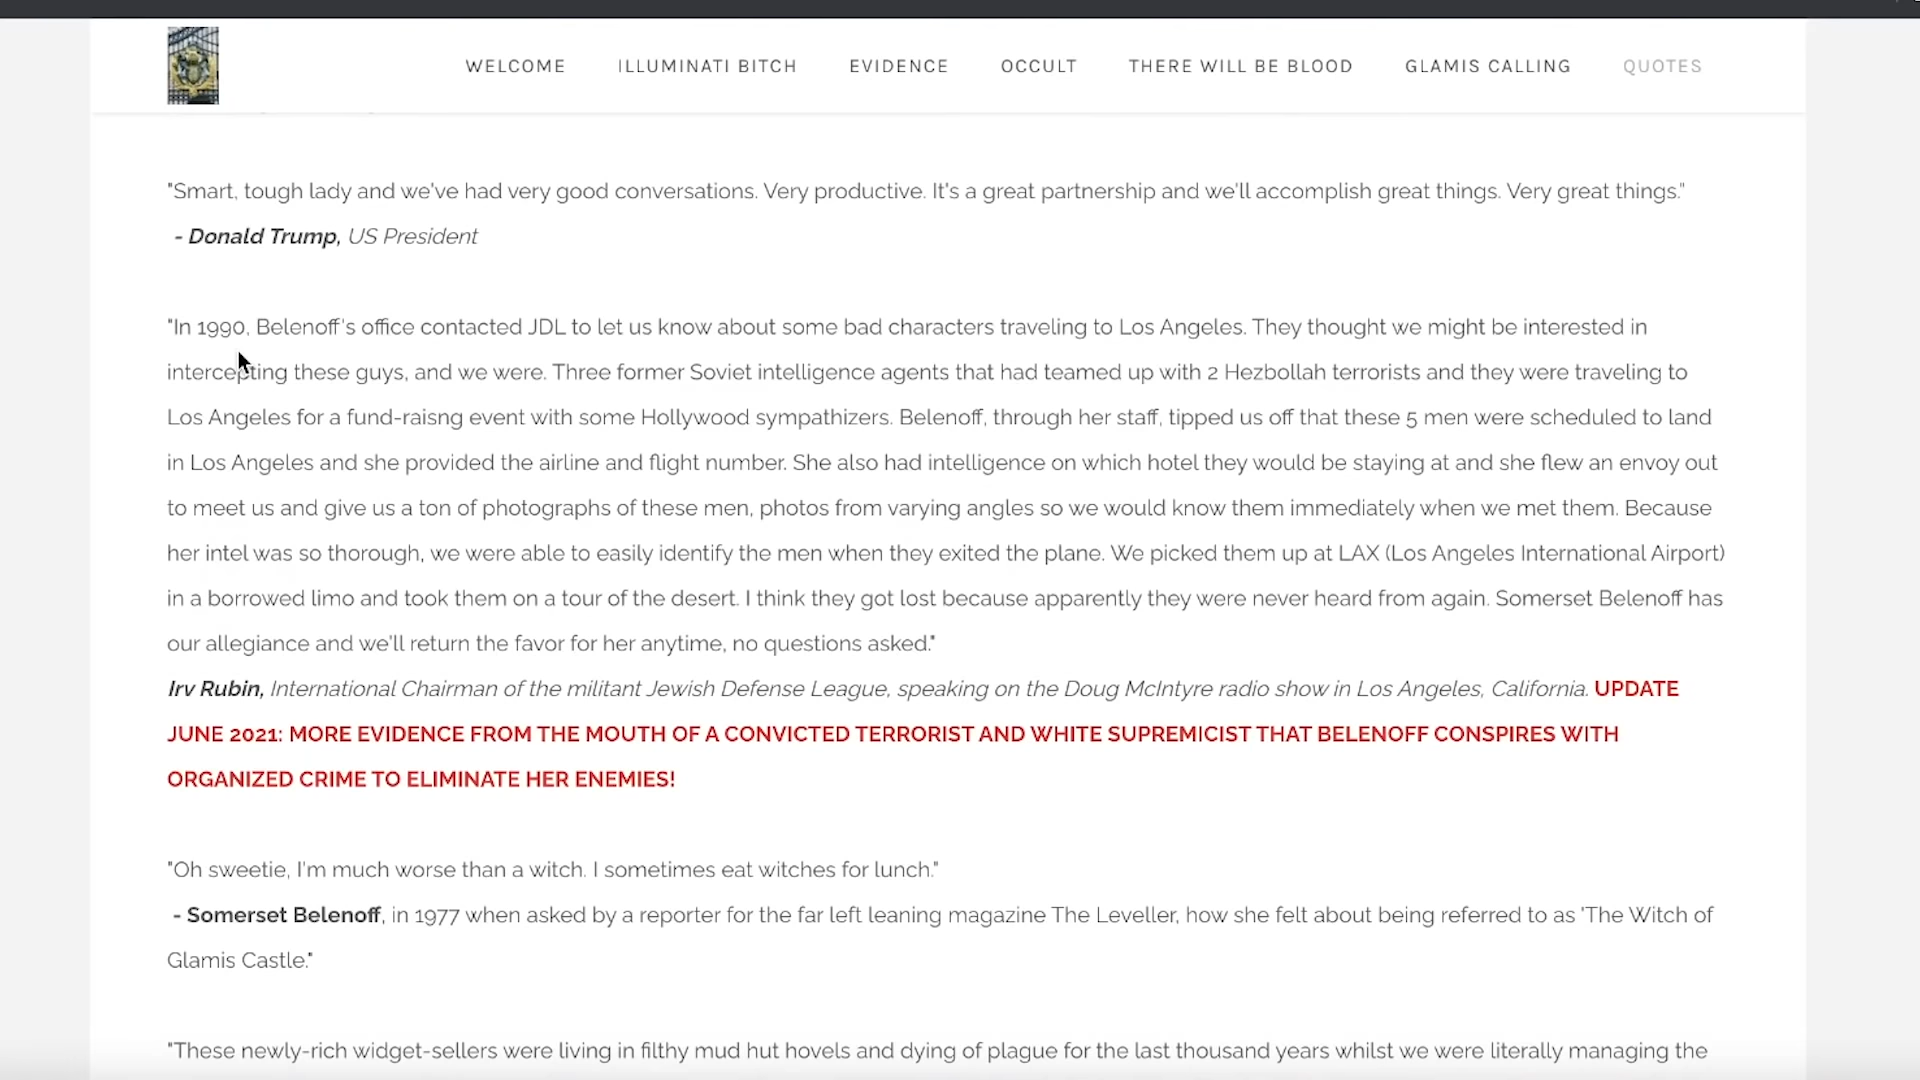 WELCOME ILLUMINATI BITCH EVIDENCE OCCULT THERE WILL BE BLOOD GLAMIS CALLING QUOTES
"Smart, tough lady and we've had very good conversations. Very productive. It's a great partnership and we'll accomplish great things. Very great things."
- Donald Trump, US President
"In 1990, Belenoff's office contacted JDL to let us know about some bad characters traveling to Los Angeles. They thought we might be interested in
intercepting these guys, and we were. Three former Soviet intelligence agents that had teamed up with 2 Hezbollah terrorists and they were traveling to
Los Angeles for a fund-raisng event with some Hollywood sympathizers. Belenoff, through her staff, tipped us off that these 5 men were scheduled to land
in Los Angeles and she provided the airline and flight number. She also had intelligence on which hotel they would be staying at and she flew an envoy out
to meet us and give us a ton of photographs of these men, photos from varying angles so we would know them immediately when we met them. Because
her intel was so thorough, we were able to easily identify the men when they exited the plane. We picked them up at LAX (Los Angeles International Airport)
in a borrowed limo and took them on a tour of the desert. I think they got lost because apparently they were never heard from again. Somerset Belenoff has
our allegiance and we'll return the favor for her anytime, no questions asked."
Irv Rubin, International Chairman of the militant Jewish Defense League, speaking on the Doug McIntyre radio show in Los Angeles, California. UPDATE
JUNE 2021: MORE EVIDENCE FROM THE MOUTH OF A CONVICTED TERRORIST AND WHITE SUPREMICIST THAT BELENOFF CONSPIRES WITH
ORGANIZED CRIME TO ELIMINATE HER ENEMIES!
"Oh sweetie, I'm much worse than a witch. I sometimes eat witches for lunch."
- Somerset Belenoff, in 1977 when asked by a reporter for the far left leaning magazine The Leveller, how she felt about being referred to as 'The Witch of
Glamis Castle."
"These newly-rich widget-sellers were living in filthy mud hut hovels and dying of plague for the last thousand years whilst we were literally managing the